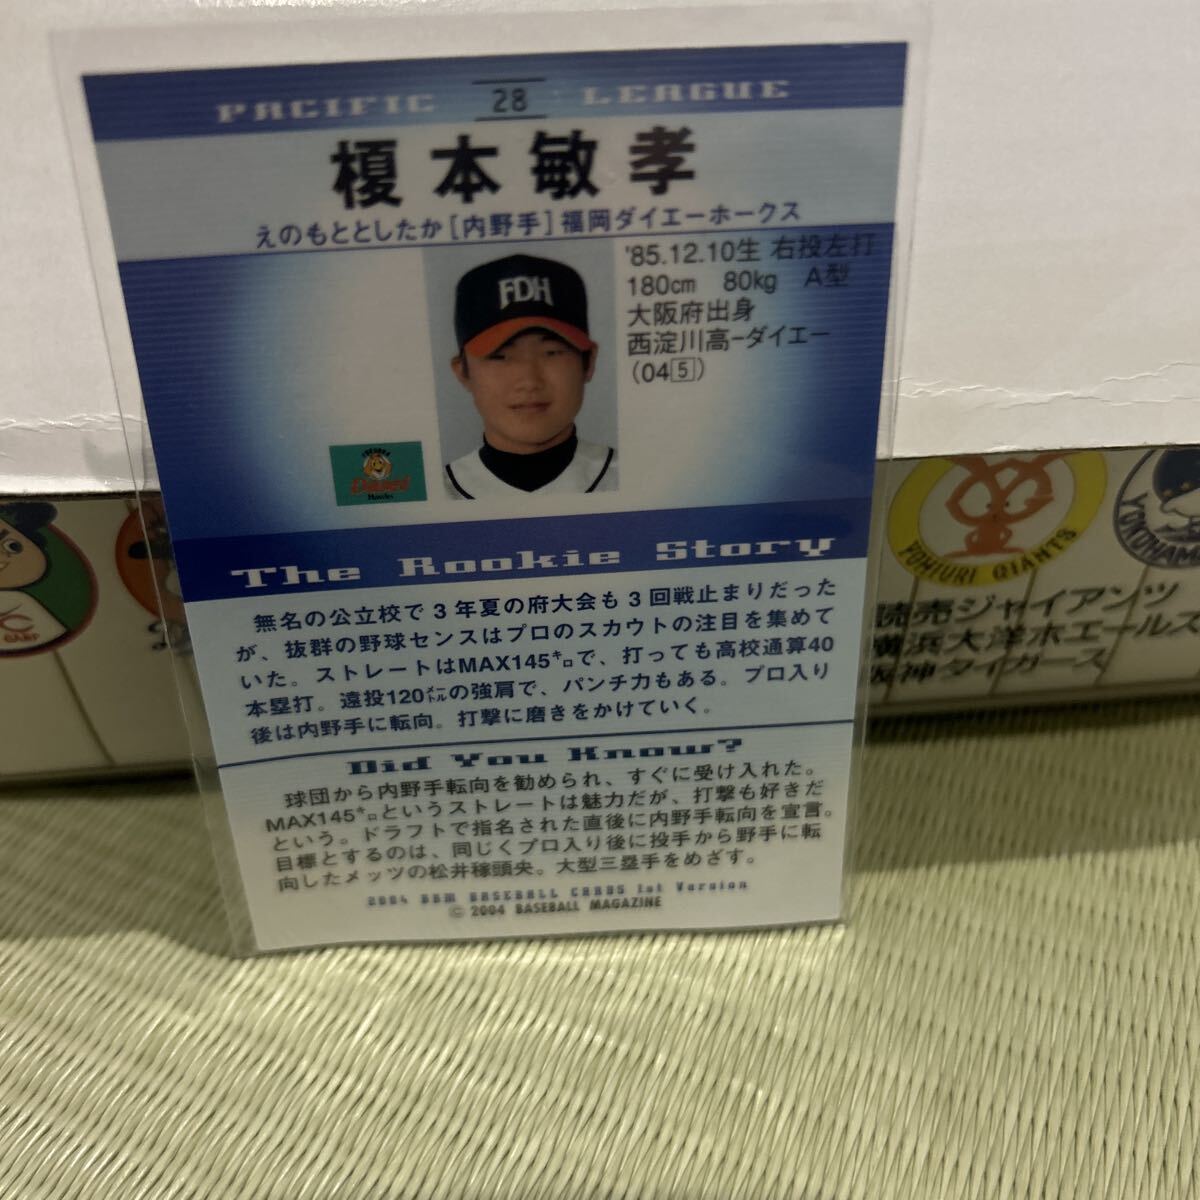 PACIFIC 28 LEAGUE
榎本敏孝
えのもととしたか[内野手]福岡ダイエーホークス
'85.12.10生 右投左打
180cm 80kg A型
大阪府出身
西淀川高-ダイエー
(04⑤)
FDH
Daiei
Hawks
The Rookie Story
無名の公立校で3年夏の府大会も3回戦止まりだった
が、抜群の野球センスはプロのスカウトの注目を集めて
いた。ストレートはMAX145㌔で、打っても高校通算40
本塁打。遠投120㍍の強肩で、パンチ力もある。プロ入り
後は内野手に転向。打撃に磨きをかけていく。
Did You Know?
球団から内野手転向を勧められ、すぐに受け入れた。
MAX145㌔というストレートは魅力だが、打撃も好きだ
という。ドラフトで指名された直後に内野手転向を宣言。
目標とするのは、同じくプロ入り後に投手から野手に転
向したメッツの松井稼頭央。大型三塁手をめざす。
2004 BBM BASEBALL CARDS 1st Version
© 2004 BASEBALL MAGAZINE
CARP
YOMIURI GIANTS
YOKOHAMA
読売ジャイアンツ
横浜大洋ホエールズ
阪神タイガース